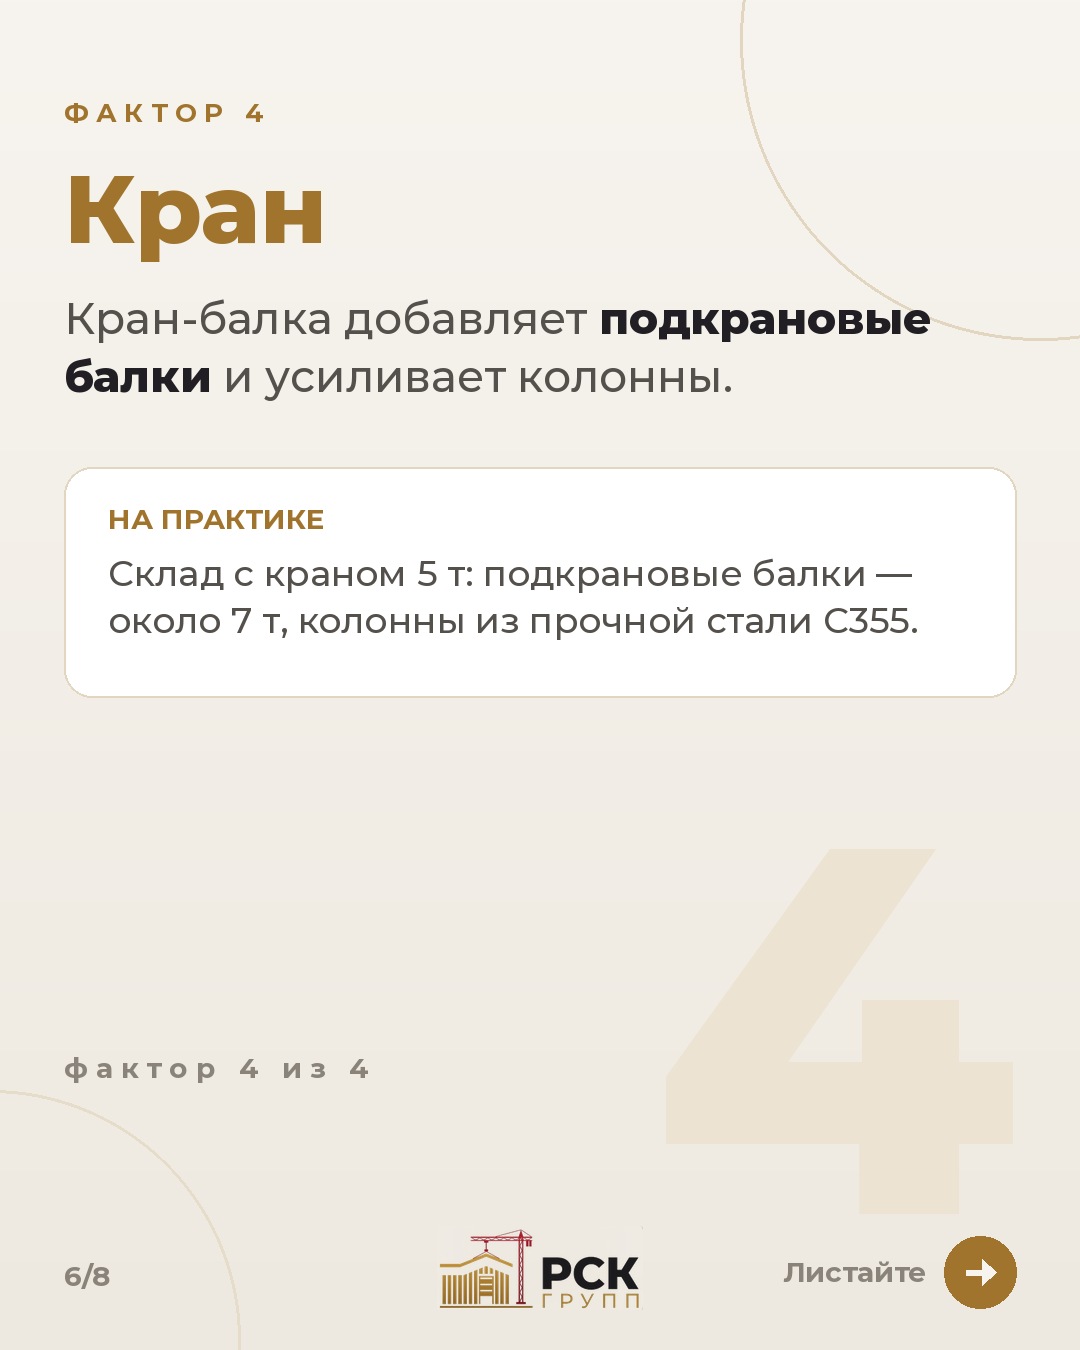 ФАКТОР 4
Кран
Кран-балка добавляет подкрановые
балки и усиливает колонны.
НА ПРАКТИКЕ
Склад с краном 5 т: подкрановые балки —
около 7 т, колонны из прочной стали С355.
4
фактор 4 из 4
6/8
РСК
ГРУПП
Листайте